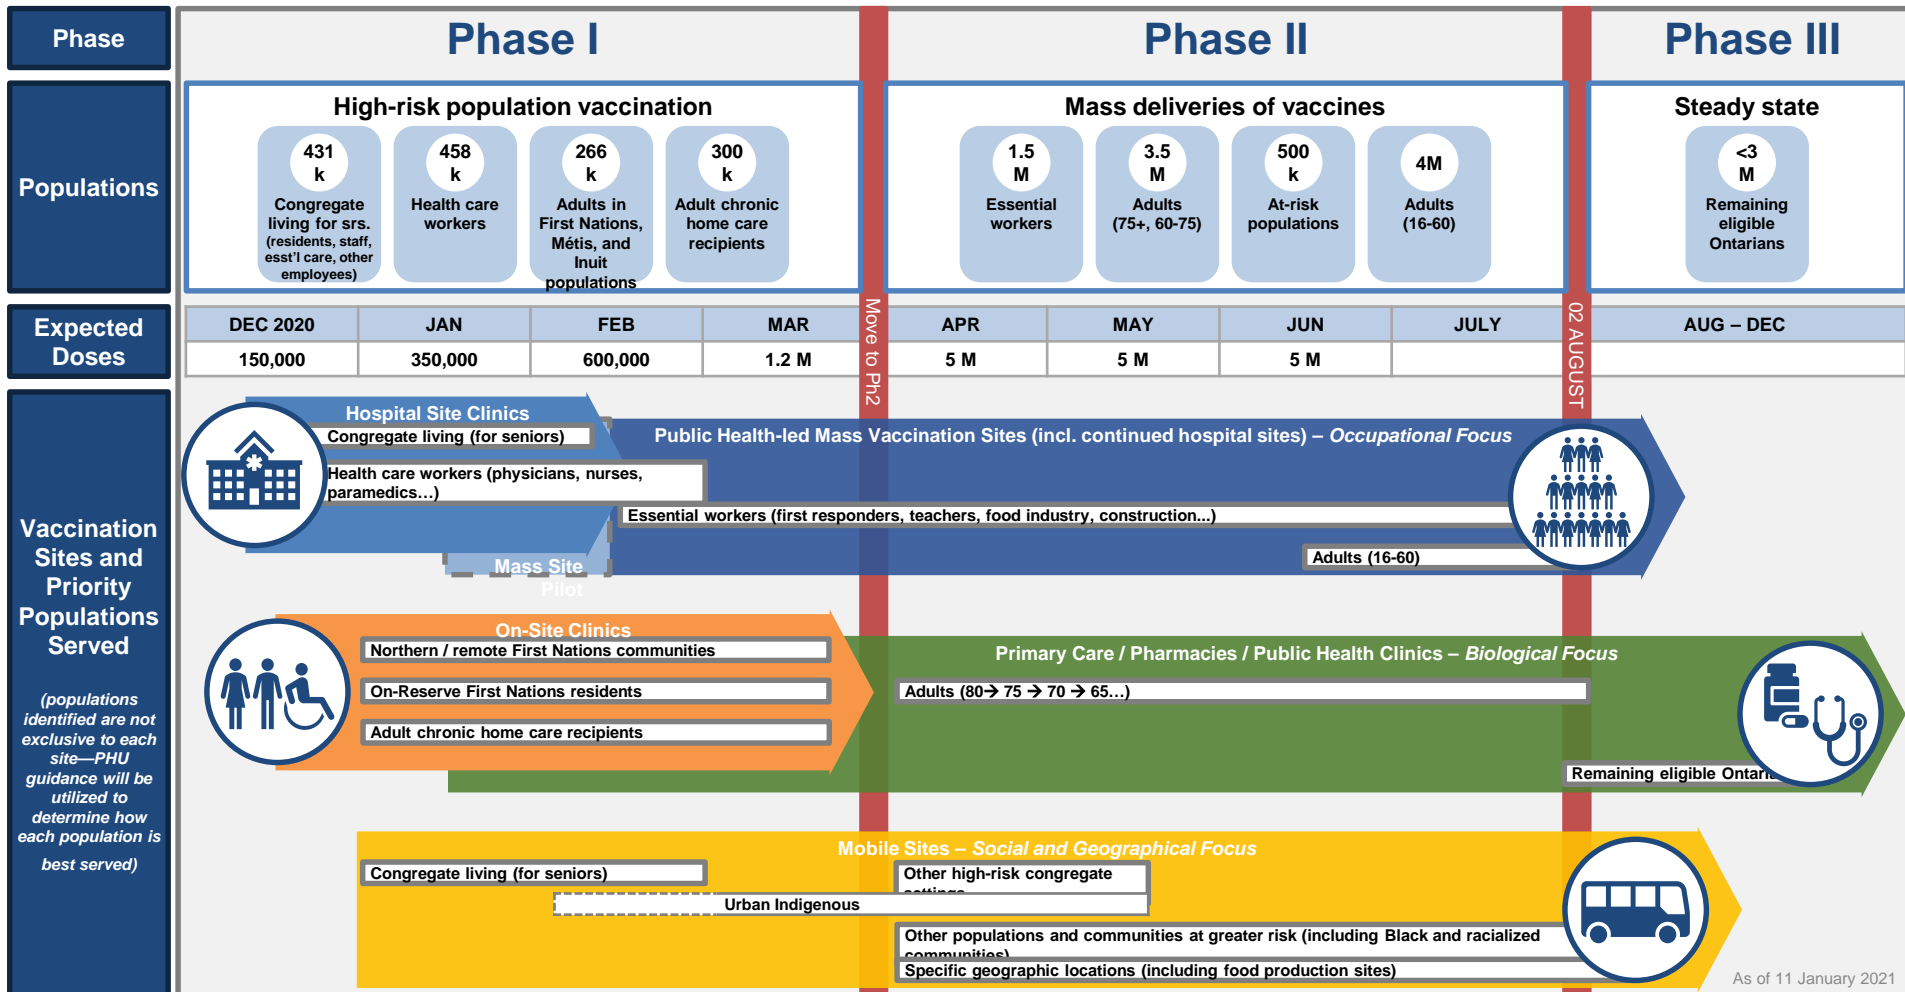 Phase
Phase I
Phase II
Phase III
Populations
High-risk population vaccination
431
k
Congregate
living for srs.
(residents, staff,
esst'l care, other
employees)
458
k
Health care
workers
266
k
Adults in
First Nations,
Métis, and
Inuit
populations
300
k
Adult chronic
home care
recipients
Mass deliveries of vaccines
1.5
M
Essential
workers
3.5
M
Adults
(75+, 60-75)
500
k
At-risk
populations
4M
Adults
(16-60)
Steady state
<3
M
Remaining
eligible
Ontarians
Expected
Doses
DEC 2020 JAN FEB MAR APR MAY JUN JULY AUG – DEC
150,000 350,000 600,000 1.2 M 5 M 5 M 5 M
Move to Ph2
02 AUGUST
Vaccination
Sites and
Priority
Populations
Served
(populations
identified are not
exclusive to each
site—PHU
guidance will be
utilized to
determine how
each population is
best served)
Hospital Site Clinics
Congregate living (for seniors)
Health care workers (physicians, nurses,
paramedics…)
Mass Site
Pilot
Public Health-led Mass Vaccination Sites (incl. continued hospital sites) – Occupational Focus
Essential workers (first responders, teachers, food industry, construction...)
Adults (16-60)
On-Site Clinics
Northern / remote First Nations communities
On-Reserve First Nations residents
Adult chronic home care recipients
Primary Care / Pharmacies / Public Health Clinics – Biological Focus
Adults (80→ 75 → 70 → 65…)
Remaining eligible
Mobile Sites – Social and Geographical Focus
Congregate living (for seniors)
Other high-risk congregate
settings
Urban Indigenous
Other populations and communities at greater risk (including Black and racialized
communities)
Specific geographic locations (including food production sites)
As of 11 January 2021